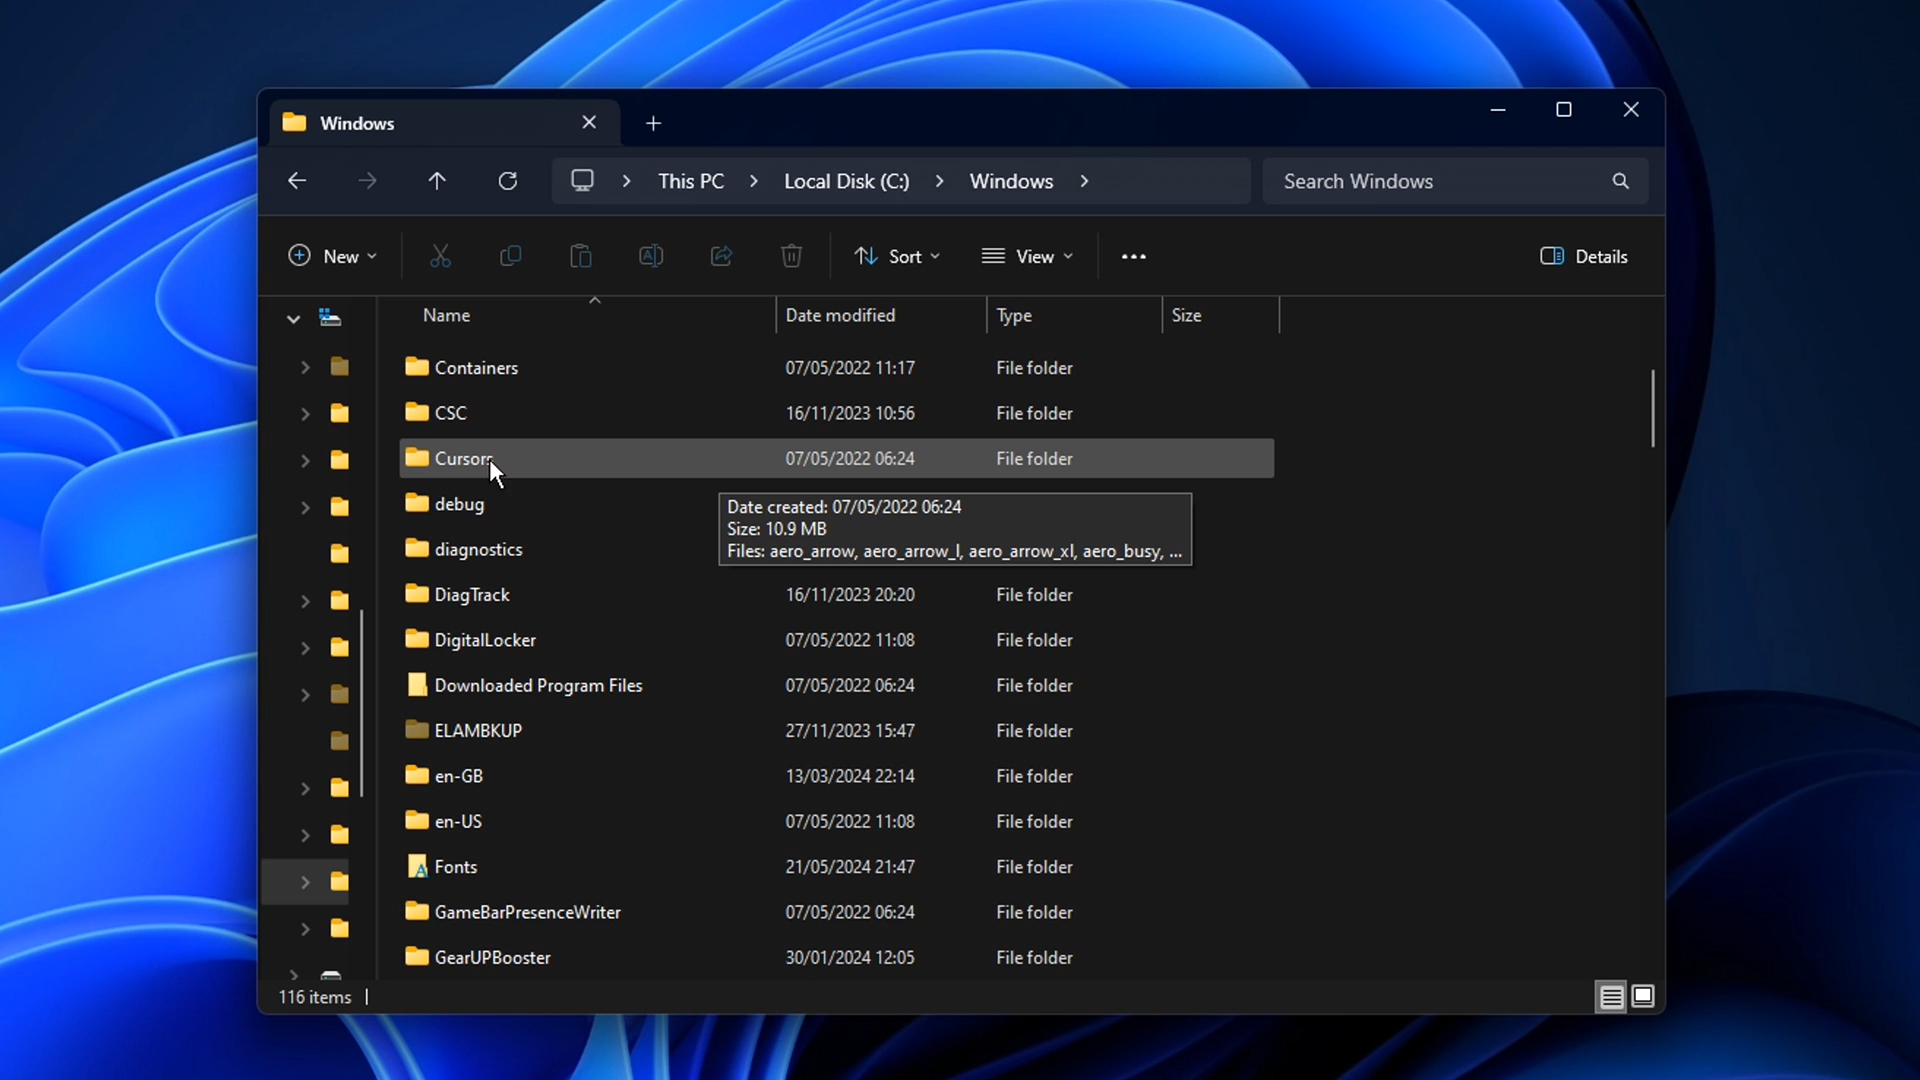 Windows
This PC > Local Disk (C:) > Windows >
Search Windows
New
Sort
View
Details
Name Date modified Type Size
Containers 07/05/2022 11:17 File folder
CSC 16/11/2023 10:56 File folder
Cursors 07/05/2022 06:24 File folder
debug
Date created: 07/05/2022 06:24
Size: 10.9 MB
Files: aero_arrow, aero_arrow_l, aero_arrow_xl, aero_busy, ...
diagnostics
DiagTrack 16/11/2023 20:20 File folder
DigitalLocker 07/05/2022 11:08 File folder
Downloaded Program Files 07/05/2022 06:24 File folder
ELAMBKUP 27/11/2023 15:47 File folder
en-GB 13/03/2024 22:14 File folder
en-US 07/05/2022 11:08 File folder
Fonts 21/05/2024 21:47 File folder
GameBarPresenceWriter 07/05/2022 06:24 File folder
GearUPBooster 30/01/2024 12:05 File folder
116 items